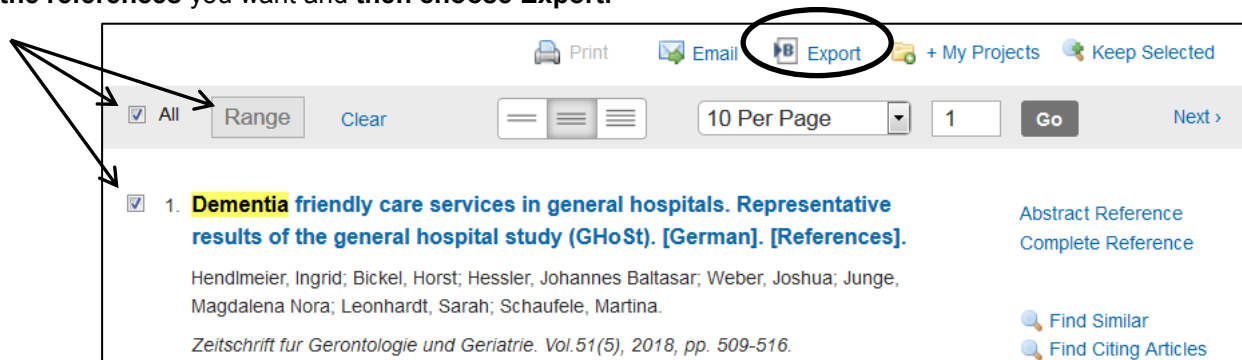 the references you want and then choose Export.
Print Email Export + My Projects Keep Selected
All Range Clear 10 Per Page 1 Go Next ›
1. Dementia friendly care services in general hospitals. Representative
results of the general hospital study (GHoSt). [German]. [References].
Hendlmeier, Ingrid; Bickel, Horst; Hessler, Johannes Baltasar; Weber, Joshua; Junge,
Magdalena Nora; Leonhardt, Sarah; Schaufele, Martina.
Zeitschrift fur Gerontologie und Geriatrie. Vol.51(5), 2018, pp. 509-516.
Abstract Reference
Complete Reference
Find Similar
Find Citing Articles